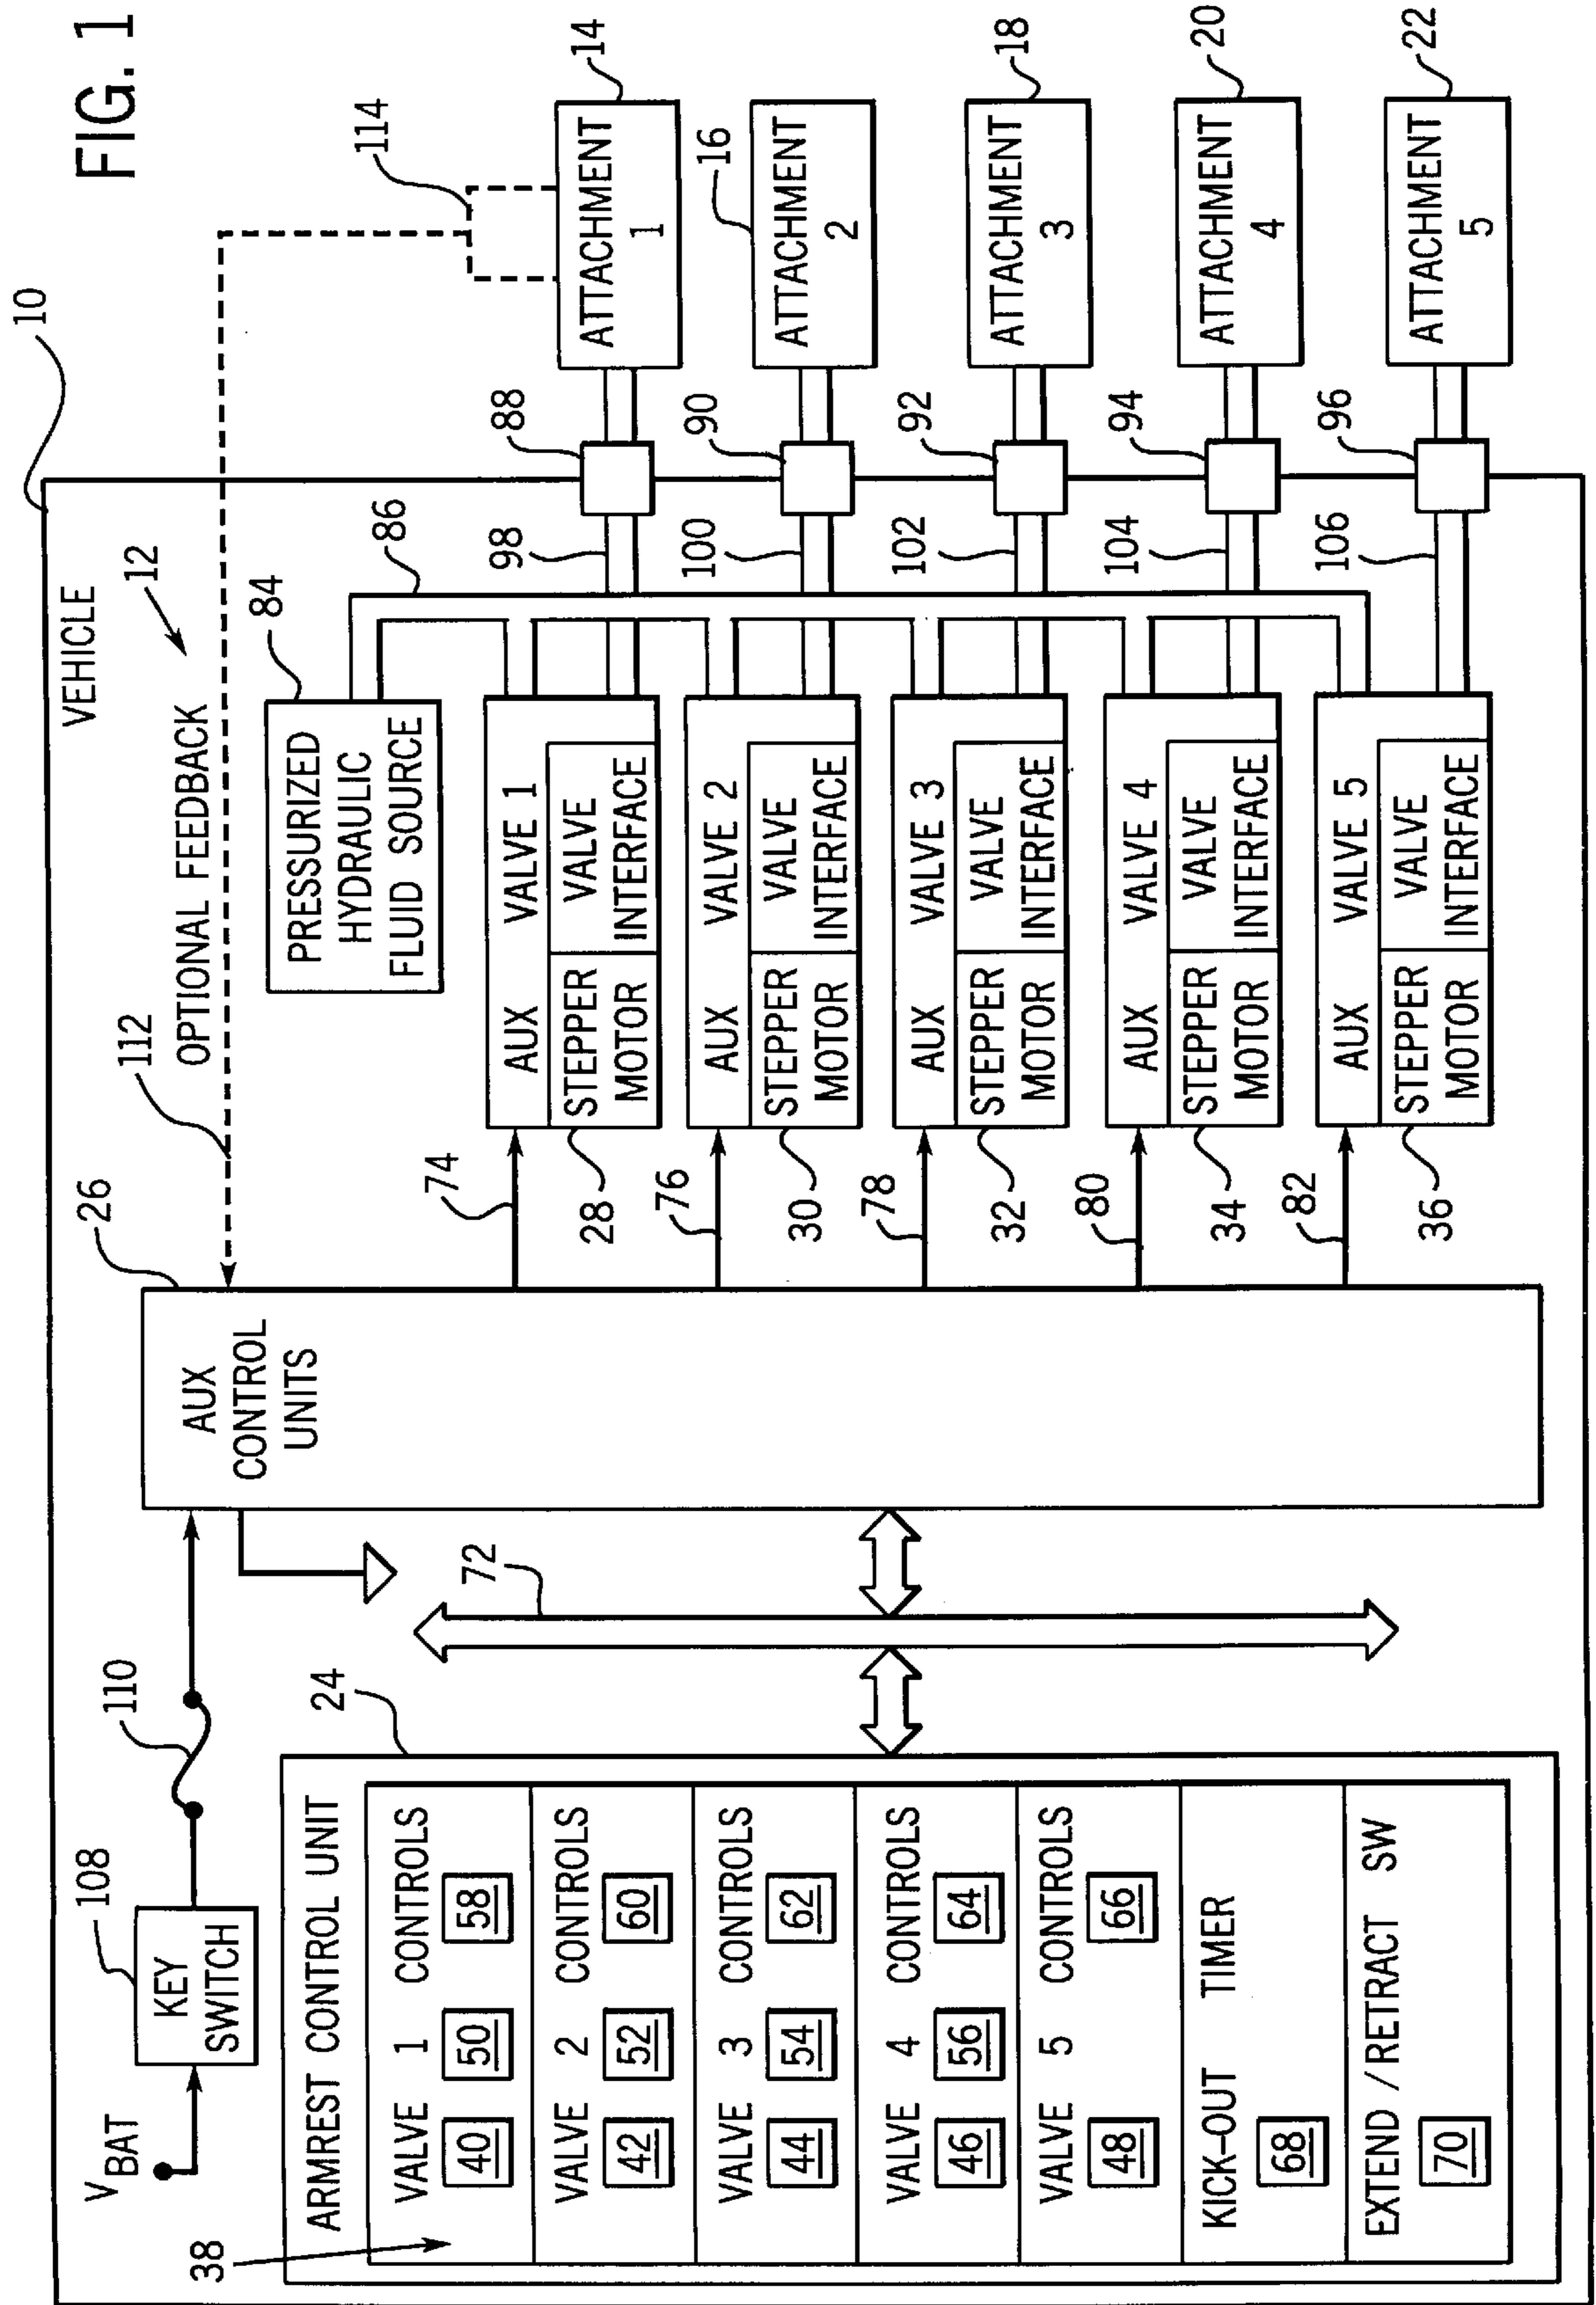 FIG. 1
10
VEHICLE
12
OPTIONAL FEEDBACK
112
114
V
BAT
108
KEY
SWITCH
110
26
AUX
CONTROL
UNITS
84
PRESSURIZED
HYDRAULIC
FLUID SOURCE
86
ARMREST CONTROL UNIT
24
38
VALVE 1 CONTROLS
40 50 58
VALVE 2 CONTROLS
42 52 60
VALVE 3 CONTROLS
44 54 62
VALVE 4 CONTROLS
46 56 64
VALVE 5 CONTROLS
48 66
KICK-OUT TIMER
68
EXTEND/RETRACT SW
70
72
74
AUX VALVE 1
STEPPER
MOTOR
VALVE
INTERFACE
28
98
88
ATTACHMENT
1
14
76
AUX VALVE 2
STEPPER
MOTOR
VALVE
INTERFACE
30
100
90
ATTACHMENT
2
16
78
AUX VALVE 3
STEPPER
MOTOR
VALVE
INTERFACE
32
102
92
ATTACHMENT
3
18
80
AUX VALVE 4
STEPPER
MOTOR
VALVE
INTERFACE
34
104
94
ATTACHMENT
4
20
82
AUX VALVE 5
STEPPER
MOTOR
VALVE
INTERFACE
36
106
96
ATTACHMENT
5
22